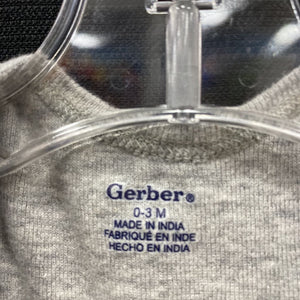 Gerber®
0-3 M
MADE IN INDIA
FABRIQUÉ EN INDE
HECHO EN INDIA